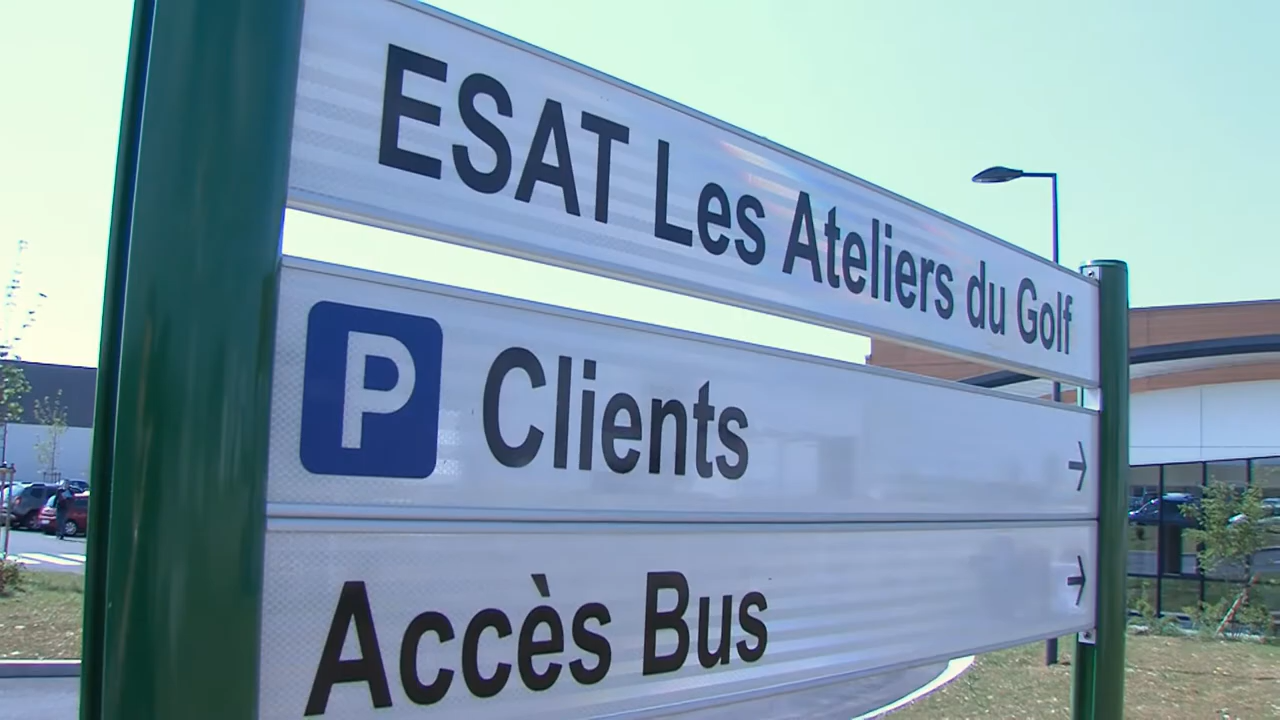 ESAT Les Ateliers du Golf
P Clients →
Accès Bus →